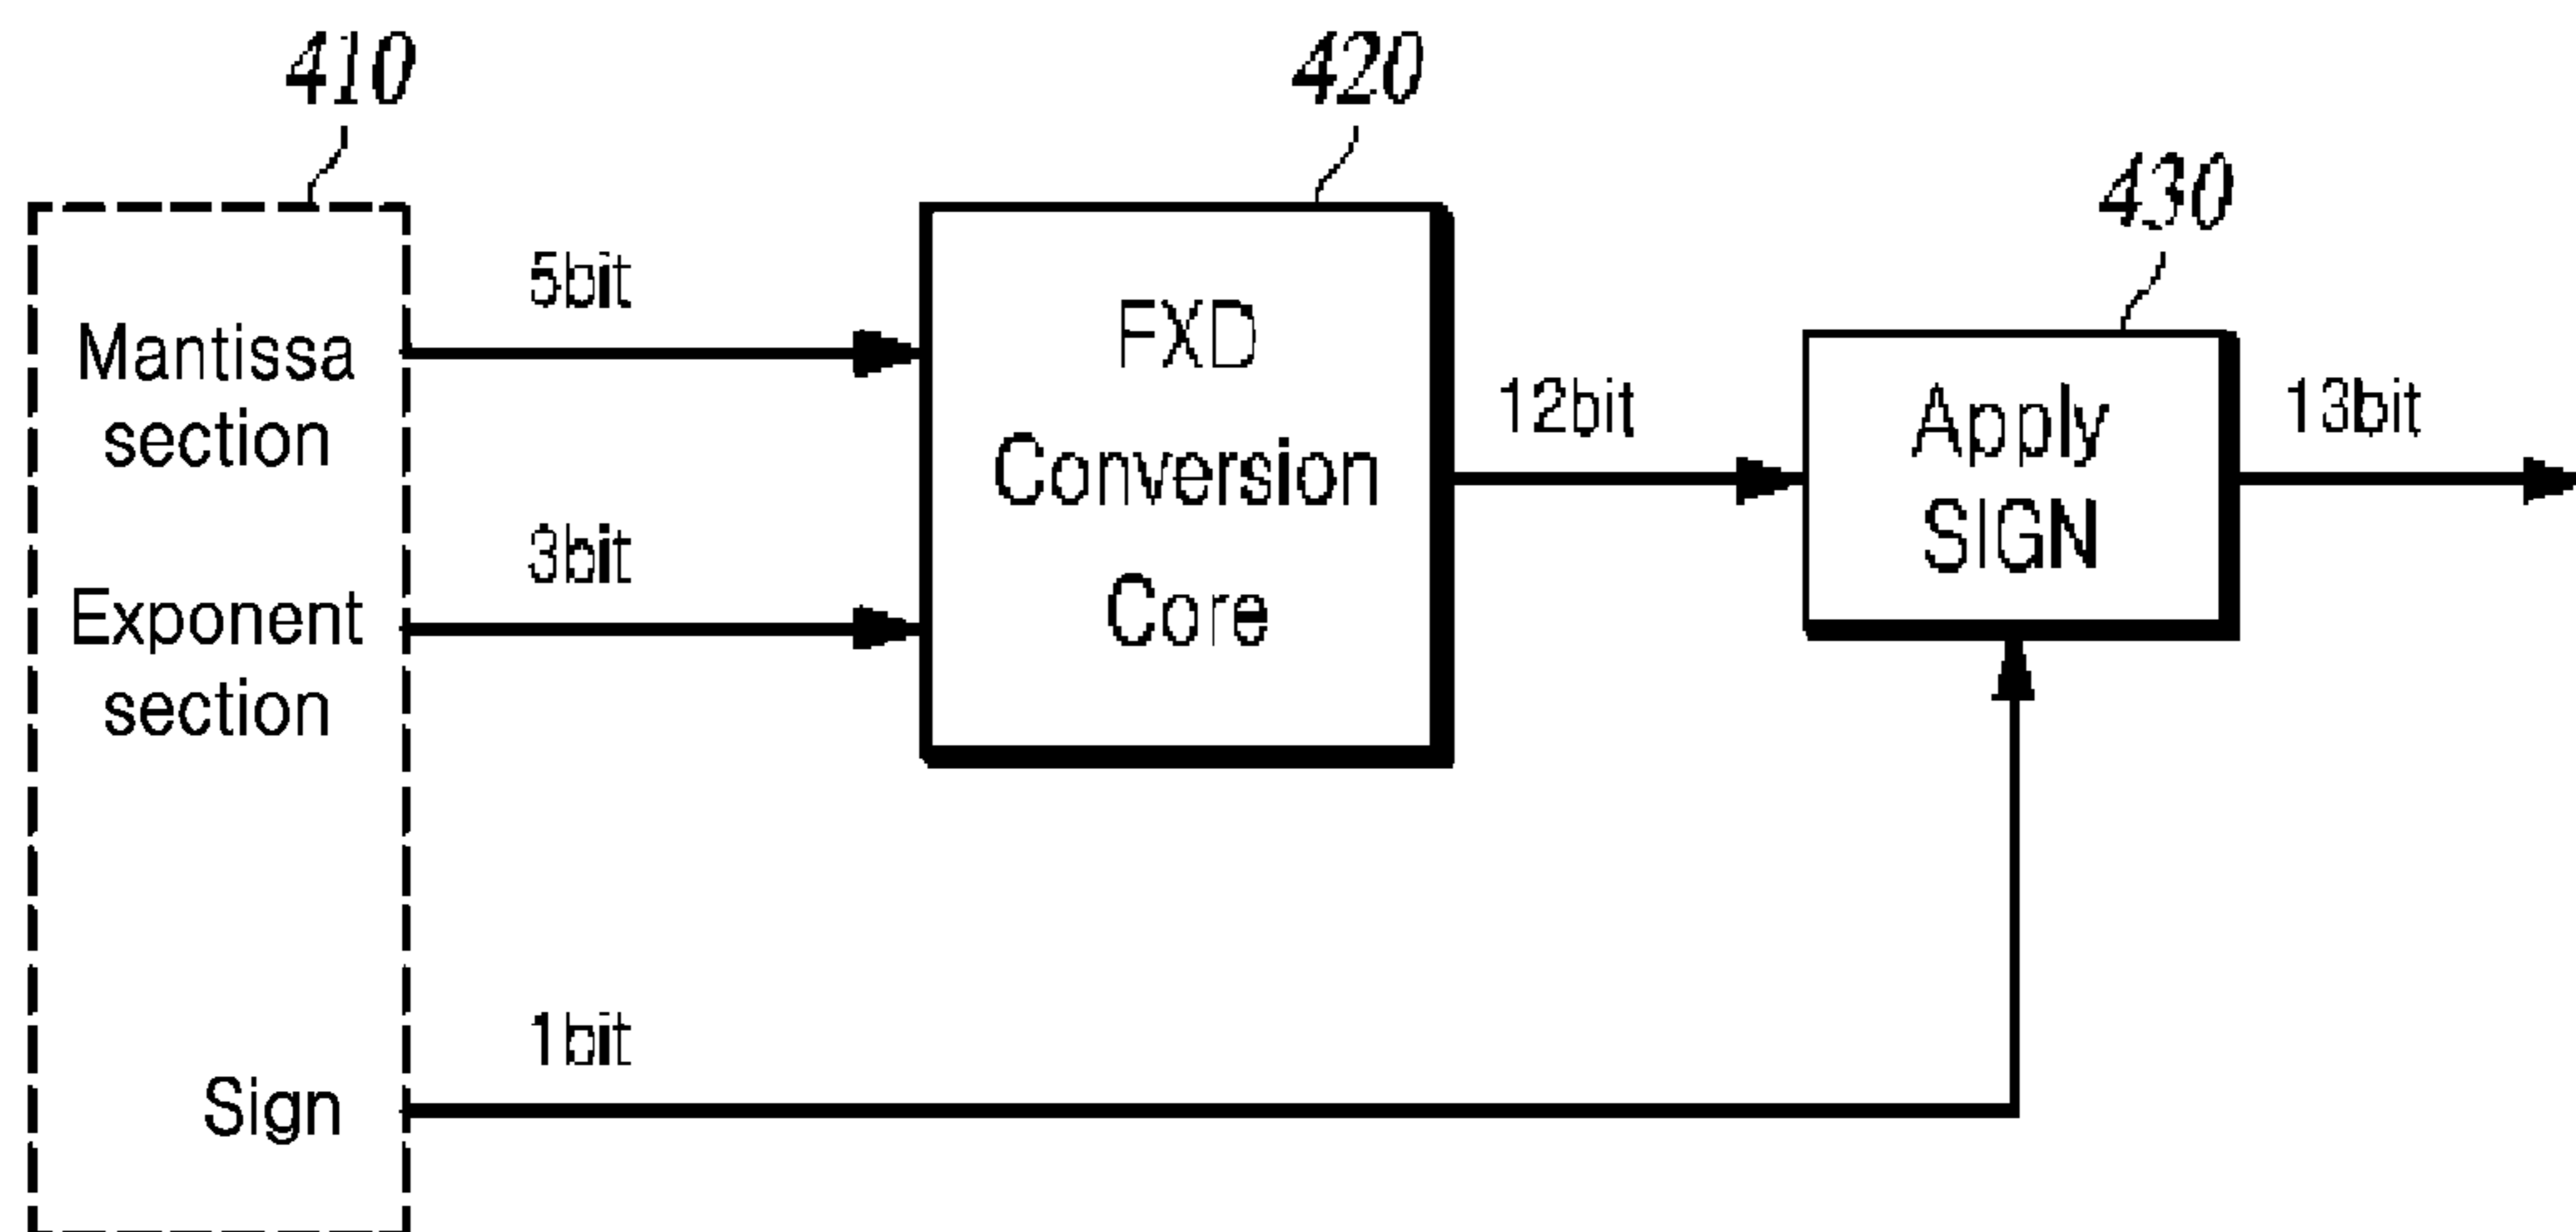 410
420
430
Mantissa
section
5bit
Exponent
section
3bit
Sign
1bit
FXD
Conversion
Core
12bit
Apply
SIGN
13bit